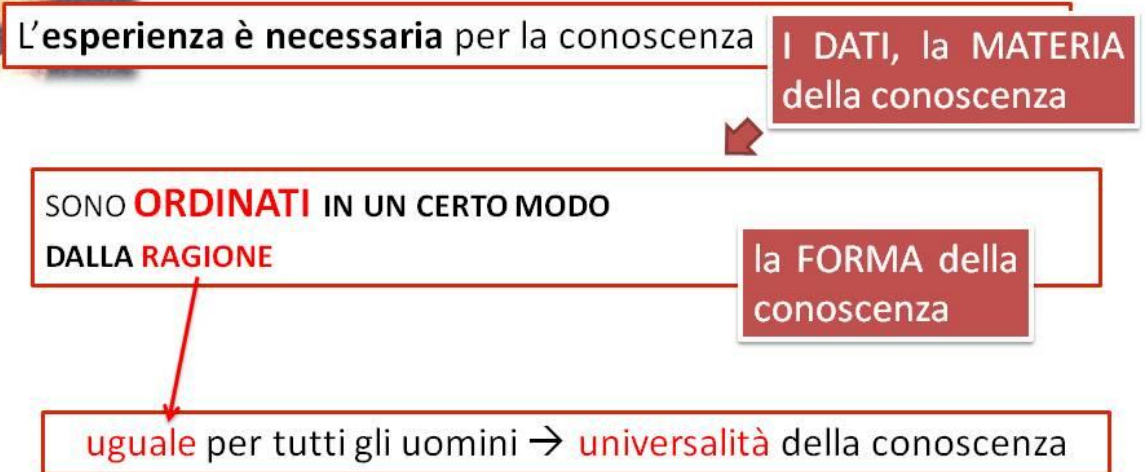 L'esperienza è necessaria per la conoscenza
I DATI, la MATERIA
della conoscenza
SONO ORDINATI IN UN CERTO MODO
DALLA RAGIONE
la FORMA della
conoscenza
uguale per tutti gli uomini → universalità della conoscenza